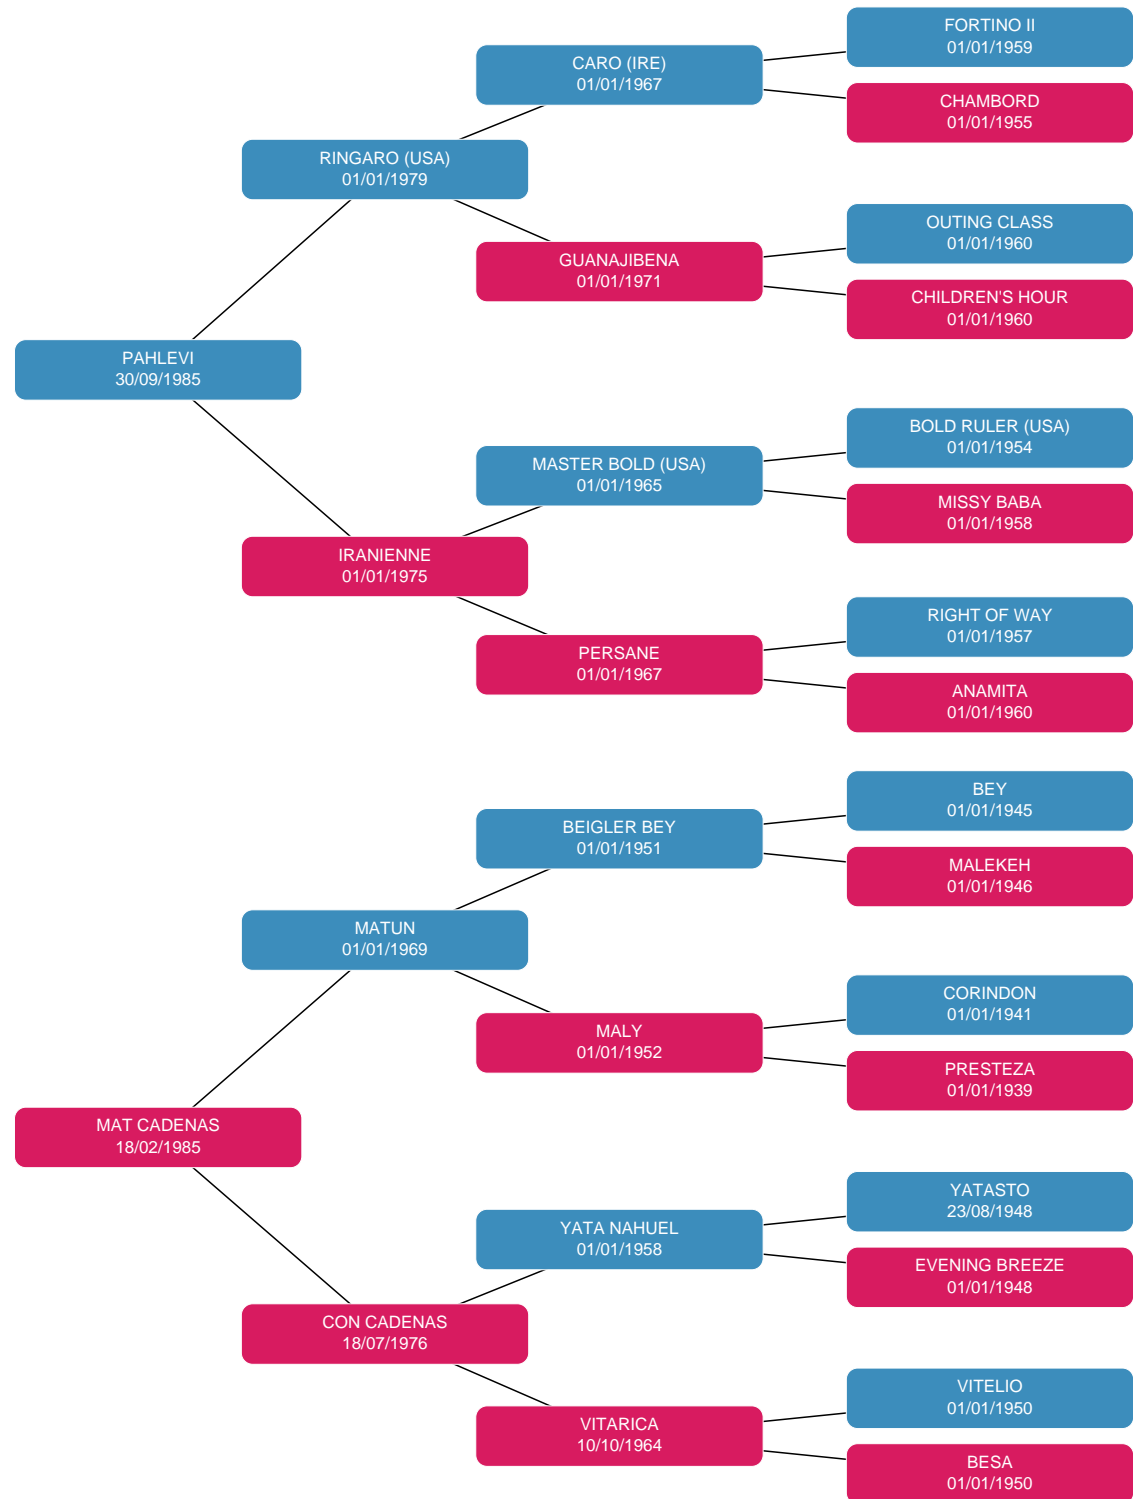 FORTINO II
01/01/1959
CARO (IRE)
01/01/1967
CHAMBORD
01/01/1955
RINGARO (USA)
01/01/1979
OUTING CLASS
01/01/1960
GUANAJIBENA
01/01/1971
CHILDREN'S HOUR
01/01/1960
PAHLEVI
30/09/1985
BOLD RULER (USA)
01/01/1954
MASTER BOLD (USA)
01/01/1965
MISSY BABA
01/01/1958
IRANIENNE
01/01/1975
RIGHT OF WAY
01/01/1957
PERSANE
01/01/1967
ANAMITA
01/01/1960
BEY
01/01/1945
BEIGLER BEY
01/01/1951
MALEKEH
01/01/1946
MATUN
01/01/1969
CORINDON
01/01/1941
MALY
01/01/1952
PRESTEZA
01/01/1939
MAT CADENAS
18/02/1985
YATASTO
23/08/1948
YATA NAHUEL
01/01/1958
EVENING BREEZE
01/01/1948
CON CADENAS
18/07/1976
VITELIO
01/01/1950
VITARICA
10/10/1964
BESA
01/01/1950